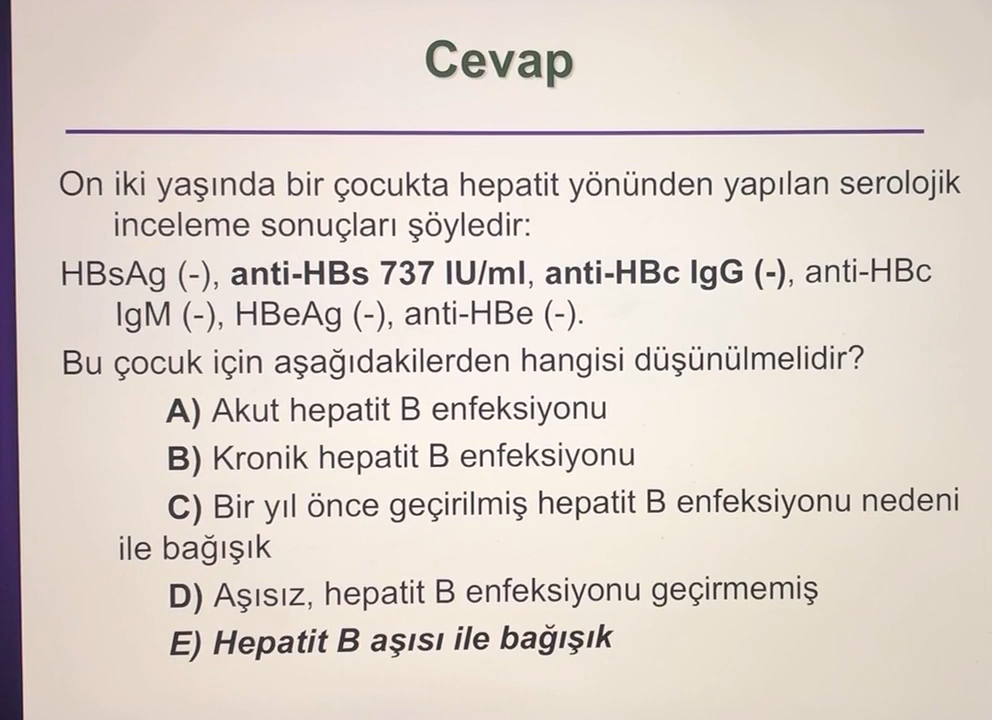 Cevap
On iki yaşında bir çocukta hepatit yönünden yapılan serolojik
inceleme sonuçları şöyledir:
HBsAg (-), anti-HBs 737 IU/ml, anti-HBc IgG (-), anti-HBc
IgM (-), HBeAg (-), anti-HBe (-).
Bu çocuk için aşağıdakilerden hangisi düşünülmelidir?
A) Akut hepatit B enfeksiyonu
B) Kronik hepatit B enfeksiyonu
C) Bir yıl önce geçirilmiş hepatit B enfeksiyonu nedeni
ile bağışık
D) Aşısız, hepatit B enfeksiyonu geçirmemiş
E) Hepatit B aşısı ile bağışık